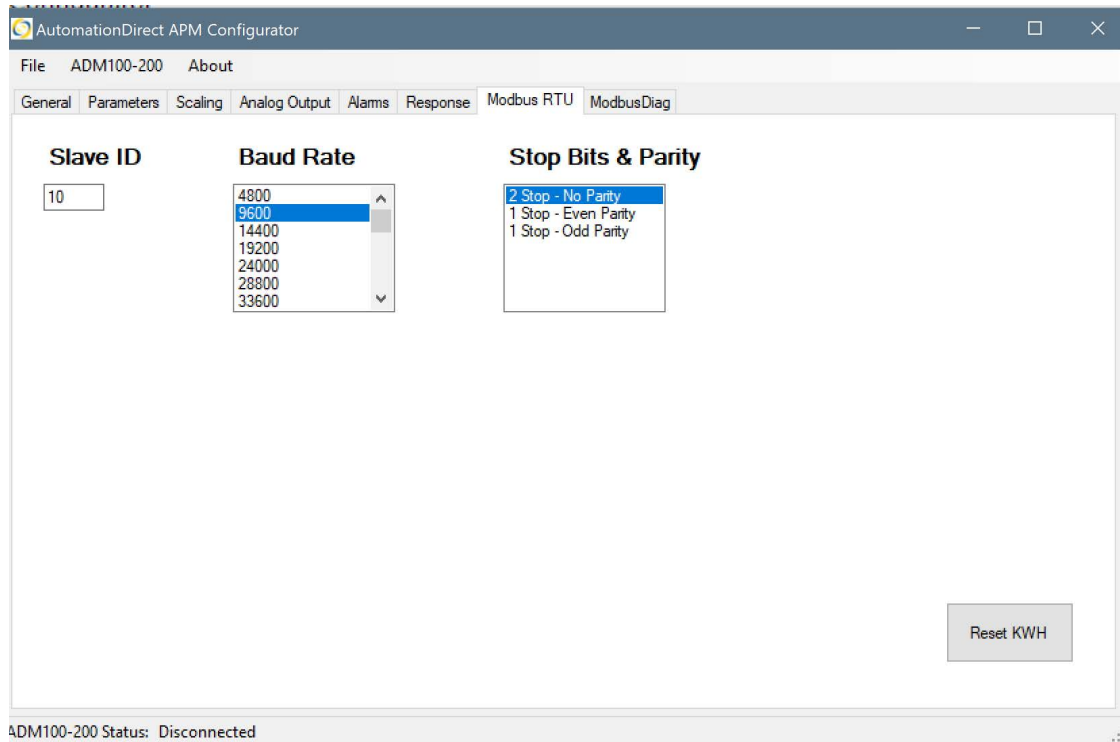 AutomationDirect APM Configurator
File ADM100-200 About
General Parameters Scaling Analog Output Alarms Response Modbus RTU ModbusDiag
Slave ID Baud Rate Stop Bits & Parity
10 4800 2 Stop - No Parity
9600 1 Stop - Even Parity
14400 1 Stop - Odd Parity
19200
24000
28800
33600
Reset KWH
ADM100-200 Status: Disconnected